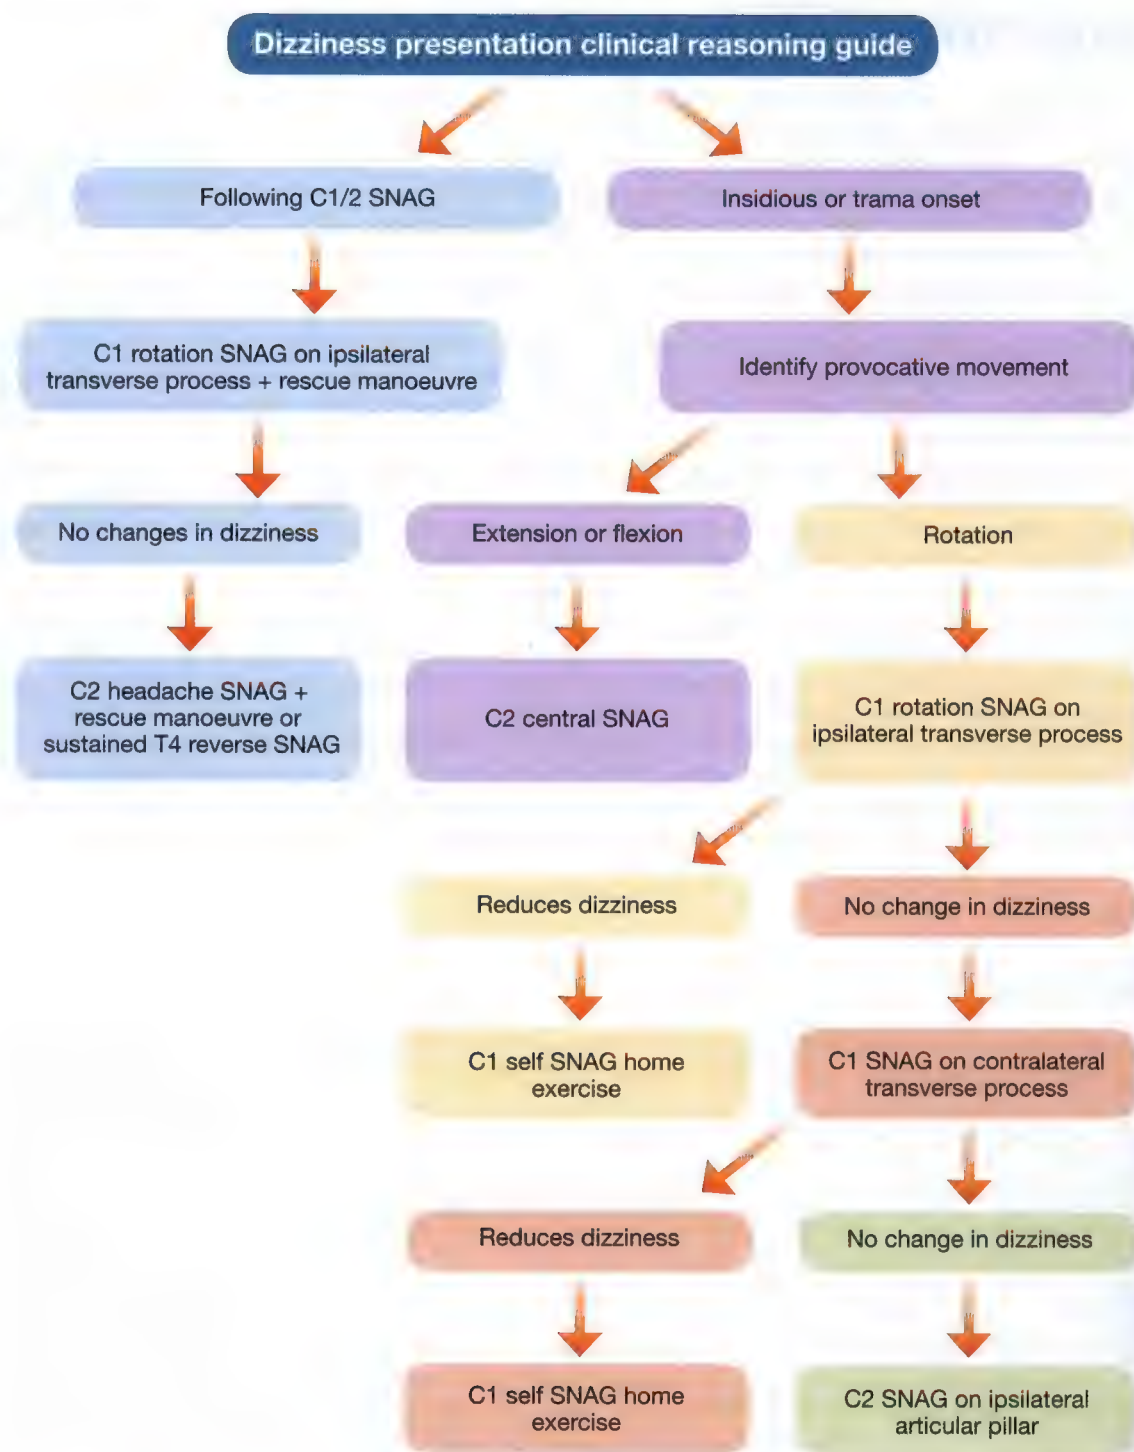 Dizziness presentation clinical reasoning guide
Following C1/2 SNAG
Insidious or trama onset
C1 rotation SNAG on ipsilateral
transverse process + rescue manoeuvre
Identify provocative movement
No changes in dizziness
Extension or flexion
Rotation
C2 headache SNAG +
rescue manoeuvre or
sustained T4 reverse SNAG
C2 central SNAG
C1 rotation SNAG on
ipsilateral transverse process
Reduces dizziness
No change in dizziness
C1 self SNAG home
exercise
C1 SNAG on contralateral
transverse process
Reduces dizziness
No change in dizziness
C1 self SNAG home
exercise
C2 SNAG on ipsilateral
articular pillar